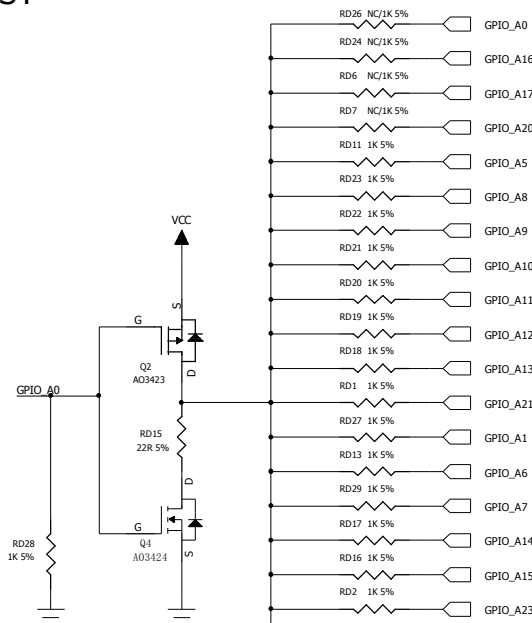 RD26 NC/1K 5%
GPIO_A0
RD24 NC/1K 5%
GPIO_A16
RD6 NC/1K 5%
GPIO_A17
RD7 NC/1K 5%
GPIO_A20
RD11 1K 5%
GPIO_A5
RD23 1K 5%
GPIO_A8
RD22 1K 5%
GPIO_A9
RD21 1K 5%
GPIO_A10
RD20 1K 5%
GPIO_A11
RD19 1K 5%
GPIO_A12
RD18 1K 5%
GPIO_A13
RD1 1K 5%
GPIO_A21
RD27 1K 5%
GPIO_A1
RD13 1K 5%
GPIO_A6
RD29 1K 5%
GPIO_A7
RD17 1K 5%
GPIO_A14
RD16 1K 5%
GPIO_A15
RD2 1K 5%
GPIO_A23
VCC
S
G
Q2
AO3423
D
GPIO_A0
RD15
22R 5%
D
G
Q4
AO3424
S
RD28
1K 5%